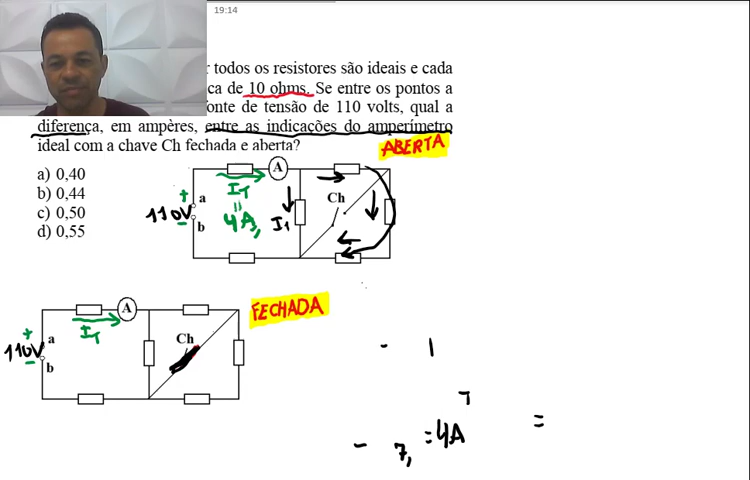 19:14
r todos os resistores são ideais e cada
ca de 10 ohms. Se entre os pontos a
onte de tensão de 110 volts, qual a
diferença, em ampères, entre as indicações do amperímetro
ideal com a chave Ch fechada e aberta?
ABERTA
a) 0,40
b) 0,44
c) 0,50
d) 0,55
A
+
a
IT
Ch
110V
=
4A,
I1
-
b
FECHADA
A
+
a
IT
Ch
110V
-
b
- 1
7
= 4A
=
- 7,